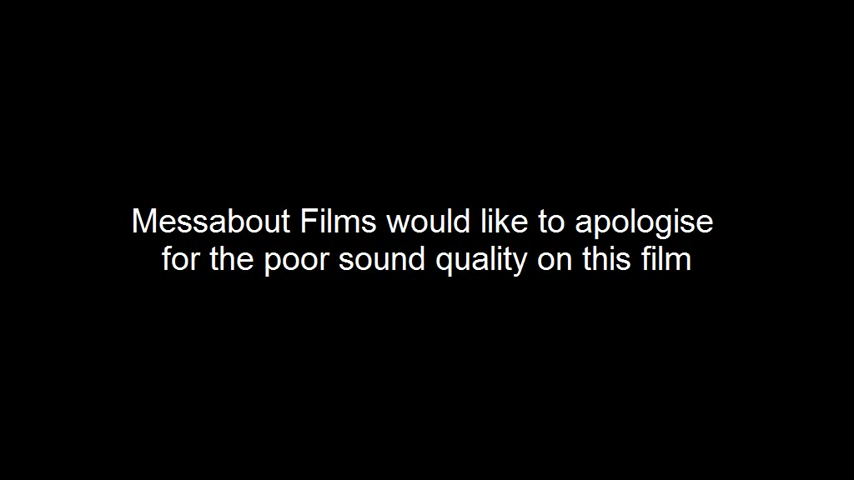 Messabout Films would like to apologise
for the poor sound quality on this film